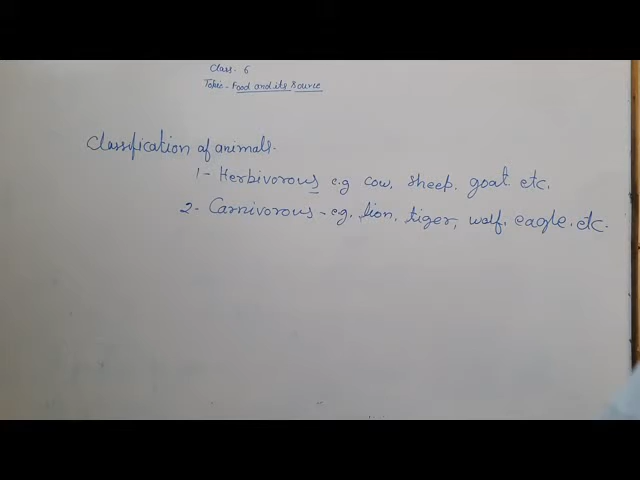 Class: 6
Topic - Food and its Source
Classification of animals.
1 - Herbivorous e.g cow, sheep, goat etc.
2 - Carnivorous - e.g. lion, tiger, wolf, eagle, etc.